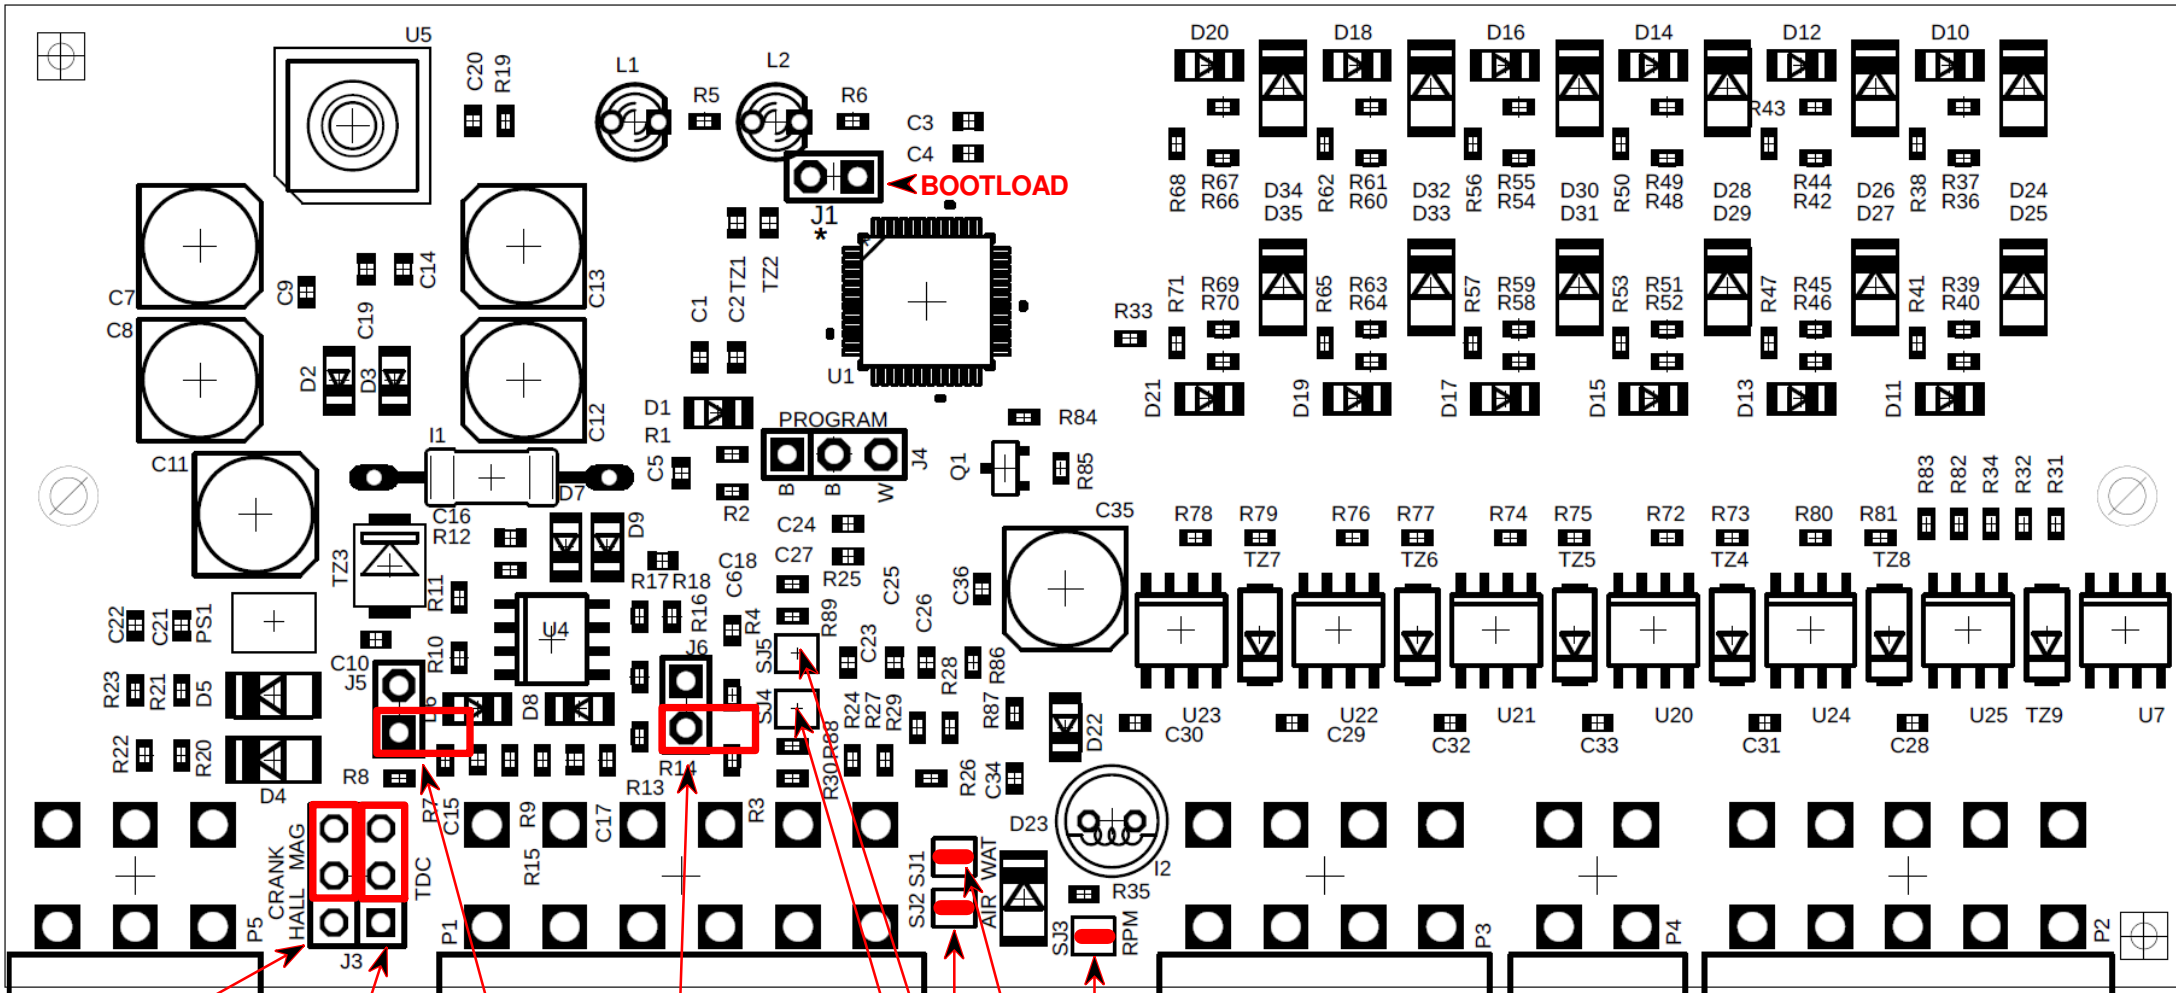 U5
C20
R19
L1
R5
L2
R6
C3
C4
BOOTLOAD
J1
*
D20
D18
D16
D14
D12
D10
R43
R68
R67
R66
D34
D35
R62
R61
R60
D32
D33
R56
R55
R54
D30
D31
R50
R49
R48
D28
D29
R44
R42
D26
D27
R38
R37
R36
D24
D25
C7
C8
C9
C19
C14
C13
C12
TZ1
TZ2
C1
C2
U1
R33
R71
R69
R70
R65
R63
R64
R57
R59
R58
R53
R51
R52
R47
R45
R46
R41
R39
R40
D2
D3
D21
D19
D17
D15
D13
D11
D1
R1
PROGRAM
J4
B
B
W
R84
Q1
R85
C11
I1
D7
C5
R2
C16
R12
D9
C24
C27
R25
C35
R83
R82
R34
R32
R31
R78
R79
R76
R77
R74
R75
R72
R73
R80
R81
TZ7
TZ6
TZ5
TZ4
TZ8
TZ3
R11
R17
R18
C18
C6
C25
C26
C36
C22
C21
PS1
U4
R16
R4
R89
C23
R10
J6
SJ5
R28
R86
C10
J5
R23
R21
D5
D6
D8
SJ4
R24
R27
R29
R87
D22
U23
C30
U22
C29
U21
C32
U20
C33
U24
C31
U25
C28
TZ9
U7
R22
R20
R8
R14
R88
R30
R26
C34
D4
R13
R7
C15
R9
C17
R3
D23
I2
CRANK
HALL
MAG
TDC
R15
SJ1
WAT
SJ2
AIR
R35
SJ3
RPM
P5
J3
P1
P3
P4
P2